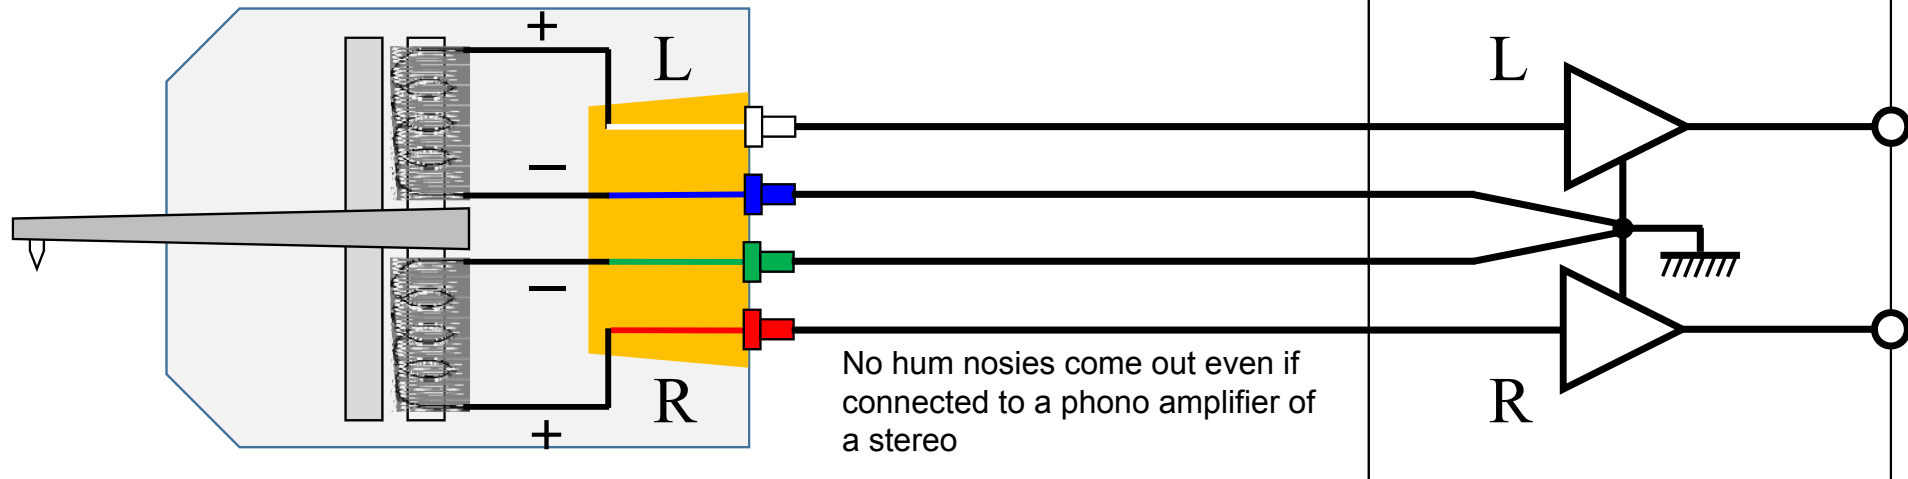 +
L
L
—
—
No hum nosies come out even if
connected to a phono amplifier of
a stereo
R
R
+